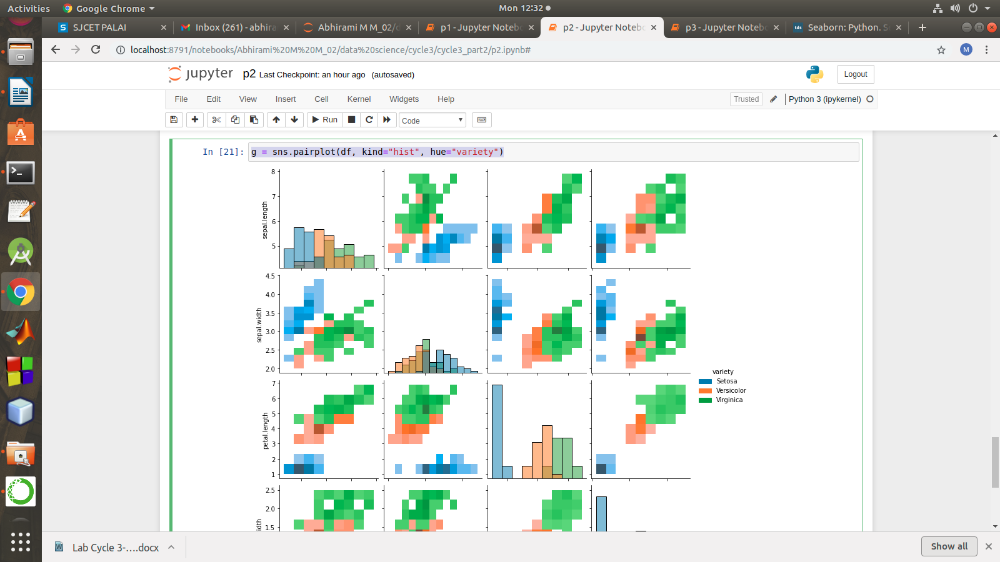 Activities
Google Chrome
Mon 12:32
SJCET PALAI
Inbox (261) - abhira
Abhirami M M_02/d
p1 - Jupyter Notebo
p2 - Jupyter Notebo
p3 - Jupyter Notebo
Seaborn: Python. S
localhost:8791/notebooks/Abhirami%20M%20M_02/data%20science/cycle3/cycle3_part2/p2.ipynb#
M
jupyter p2 Last Checkpoint: an hour ago (autosaved)
Logout
File Edit View Insert Cell Kernel Widgets Help
Trusted
Python 3 (ipykernel)
Run
Code
In [21]: g = sns.pairplot(df, kind="hist", hue="variety")
8
7
6
5
sepal.length
4.5
4.0
3.5
3.0
2.5
2.0
sepal.width
7
6
5
4
3
2
1
petal.length
2.5
2.0
1.5
idth
variety
Setosa
Versicolor
Virginica
Lab Cycle 3-....docx
Show all